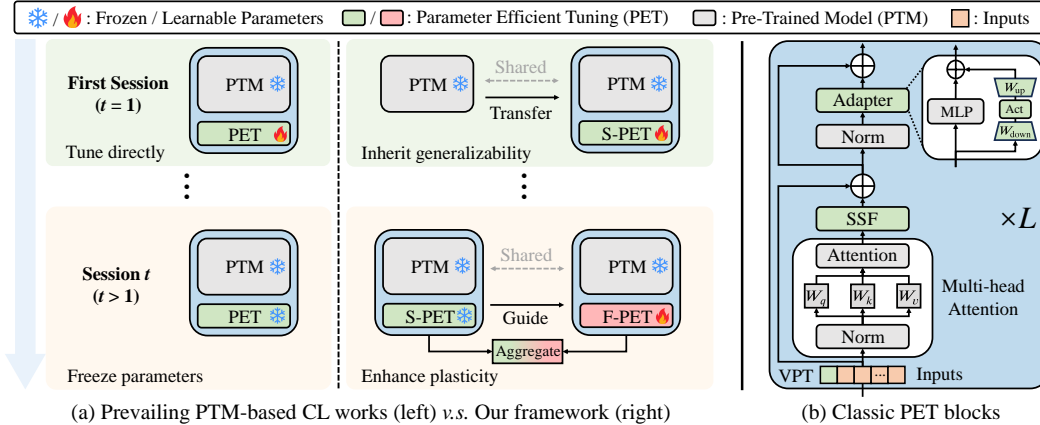 / : Frozen / Learnable Parameters
/ : Parameter Efficient Tuning (PET)
: Pre-Trained Model (PTM)
: Inputs
First Session
(t = 1)
PTM
PET
Tune directly
PTM
Shared
Transfer
PTM
S-PET
Inherit generalizability
Session t
(t > 1)
PTM
PET
Freeze parameters
PTM
S-PET
Shared
Guide
PTM
F-PET
Aggregate
Enhance plasticity
(a) Prevailing PTM-based CL works (left) v.s. Our framework (right)
Adapter
Norm
MLP
W_up
Act
W_down
SSF
×L
Attention
W_q
W_k
W_v
Multi-head
Attention
Norm
VPT
...
Inputs
(b) Classic PET blocks